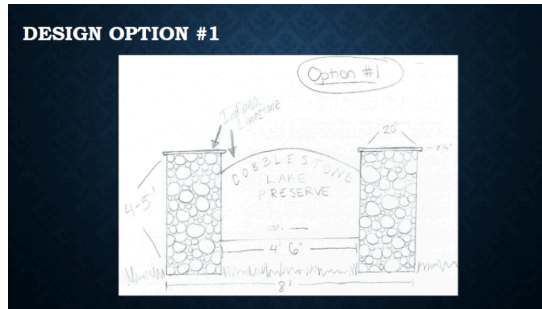 DESIGN OPTION #1
Option #1
Indiana
Limestone
20"
4-5'
COBBLESTONE
LAKE
PRESERVE
4' 6"
8'